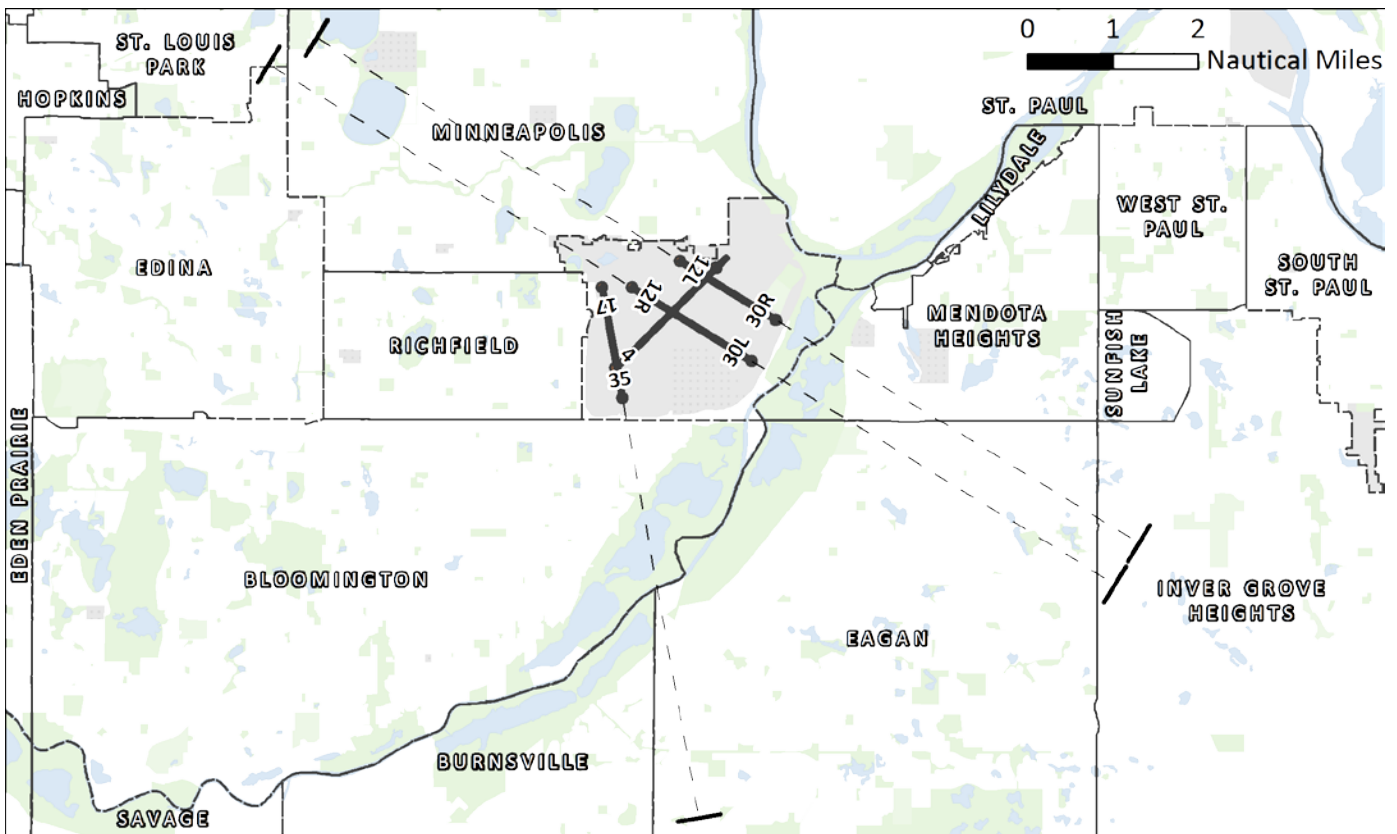 0 1 2
Nautical Miles
ST. LOUIS
PARK
HOPKINS
MINNEAPOLIS
ST. PAUL
LILYDALE
WEST ST.
PAUL
EDINA
SOUTH
ST. PAUL
12L
12R
17
30R
MENDOTA
HEIGHTS
RICHFIELD
4
30L
35
SUNFISH
LAKE
EDEN PRAIRIE
BLOOMINGTON
INVER GROVE
HEIGHTS
EAGAN
BURNSVILLE
SAVAGE